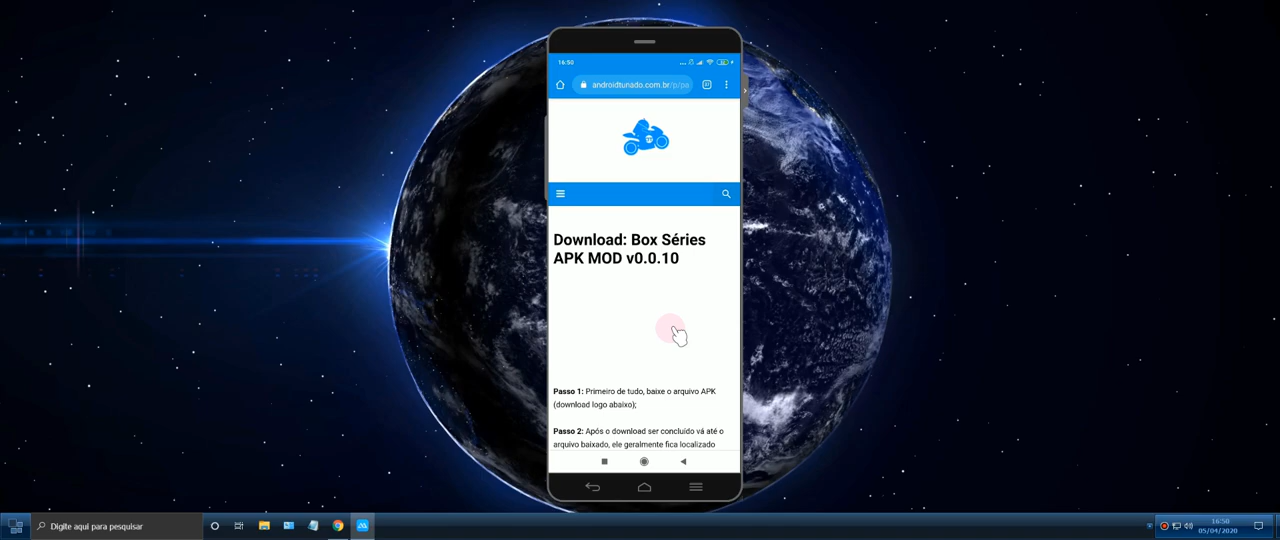 16:50
androidtunado.com.br/p/pa
Download: Box Séries
APK MOD v0.0.10
Passo 1: Primeiro de tudo, baixe o arquivo APK
(download logo abaixo);
Passo 2: Após o download ser concluído vá até o
arquivo baixado, ele geralmente fica localizado
Digite aqui para pesquisar
16:50
05/04/2020